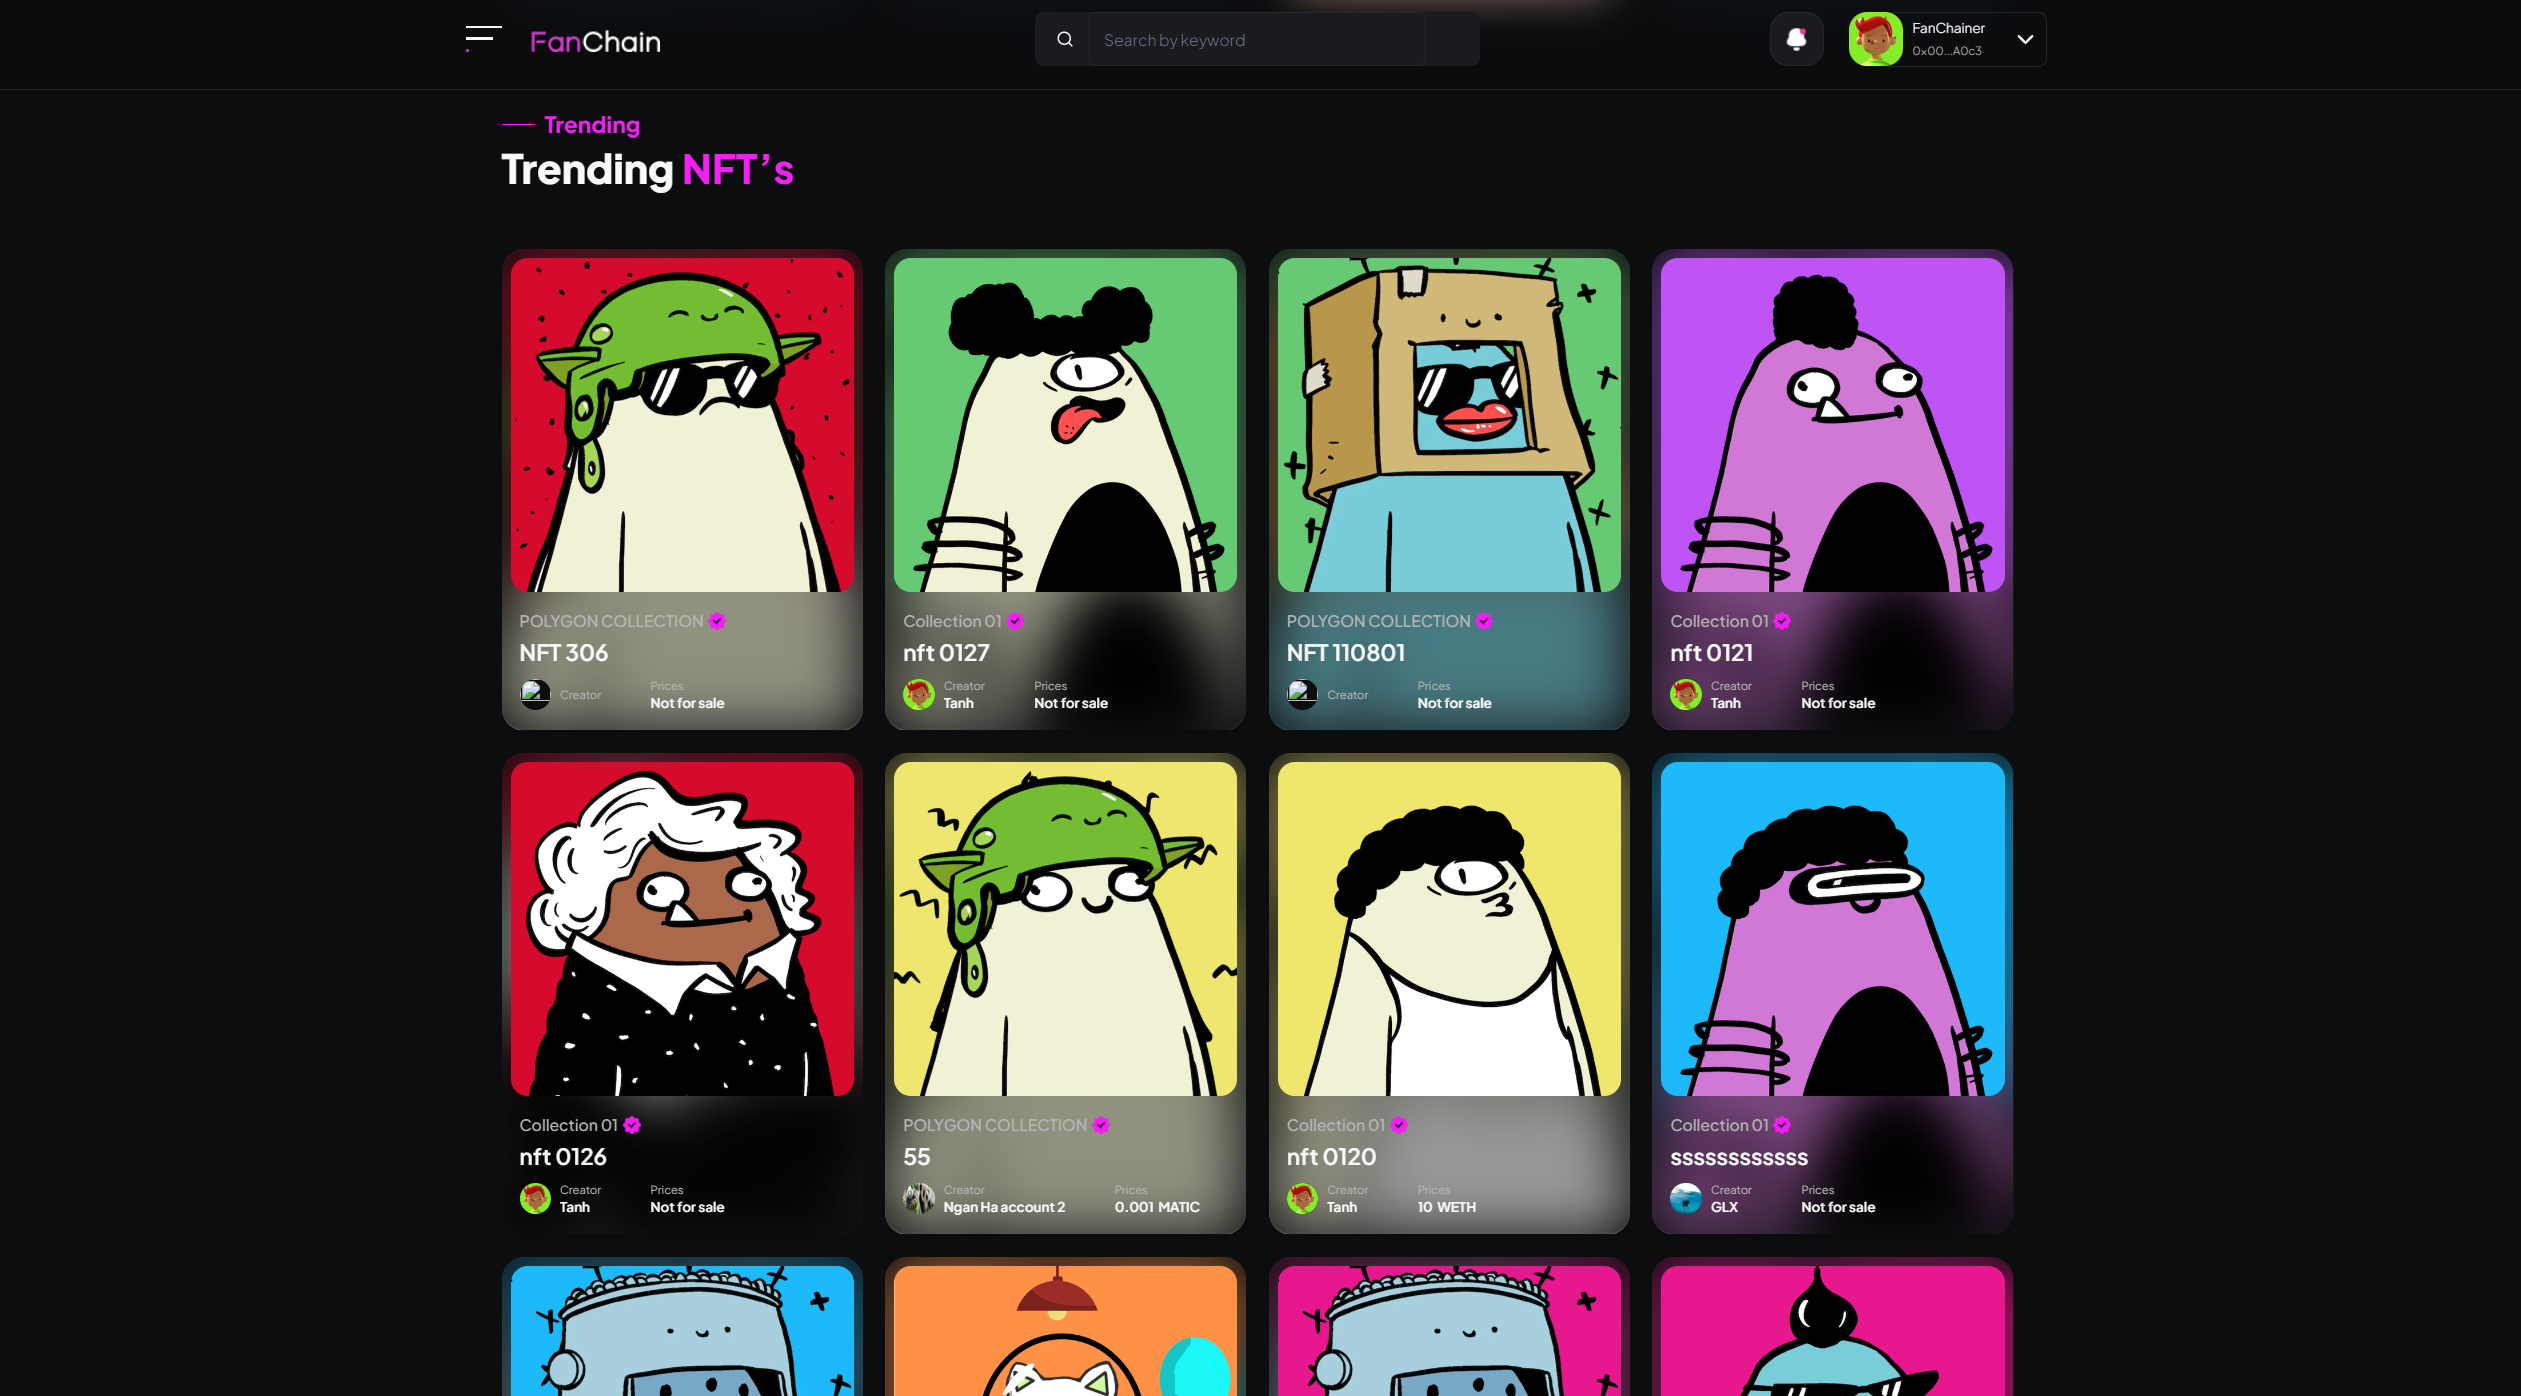 FanChain
Search by keyword
FanChainer
0x00...A0c3
Trending
Trending NFT’s
POLYGON COLLECTION
NFT 306
Creator
Prices
Not for sale
Collection 01
nft 0127
Creator
Tanh
Prices
Not for sale
POLYGON COLLECTION
NFT 110801
Creator
Prices
Not for sale
Collection 01
nft 0121
Creator
Tanh
Prices
Not for sale
Collection 01
nft 0126
Creator
Tanh
Prices
Not for sale
POLYGON COLLECTION
55
Creator
Ngan Ha account 2
Prices
0.001 MATIC
Collection 01
nft 0120
Creator
Tanh
Prices
10 WETH
Collection 01
ssssssssssss
Creator
GLX
Prices
Not for sale